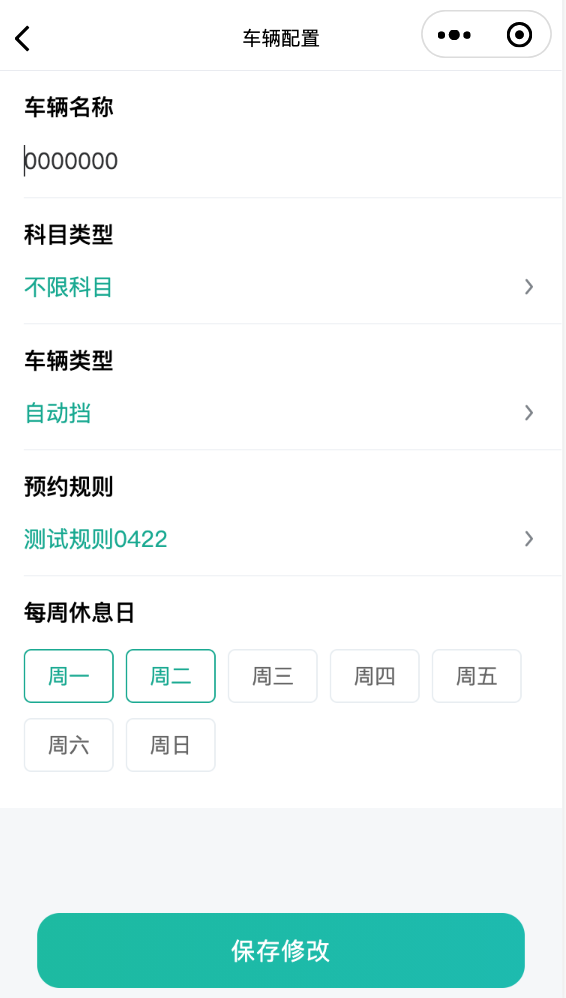 车辆配置
车辆名称
0000000
科目类型
不限科目
车辆类型
自动挡
预约规则
测试规则0422
每周休息日
周一 周二 周三 周四 周五
周六 周日
保存修改